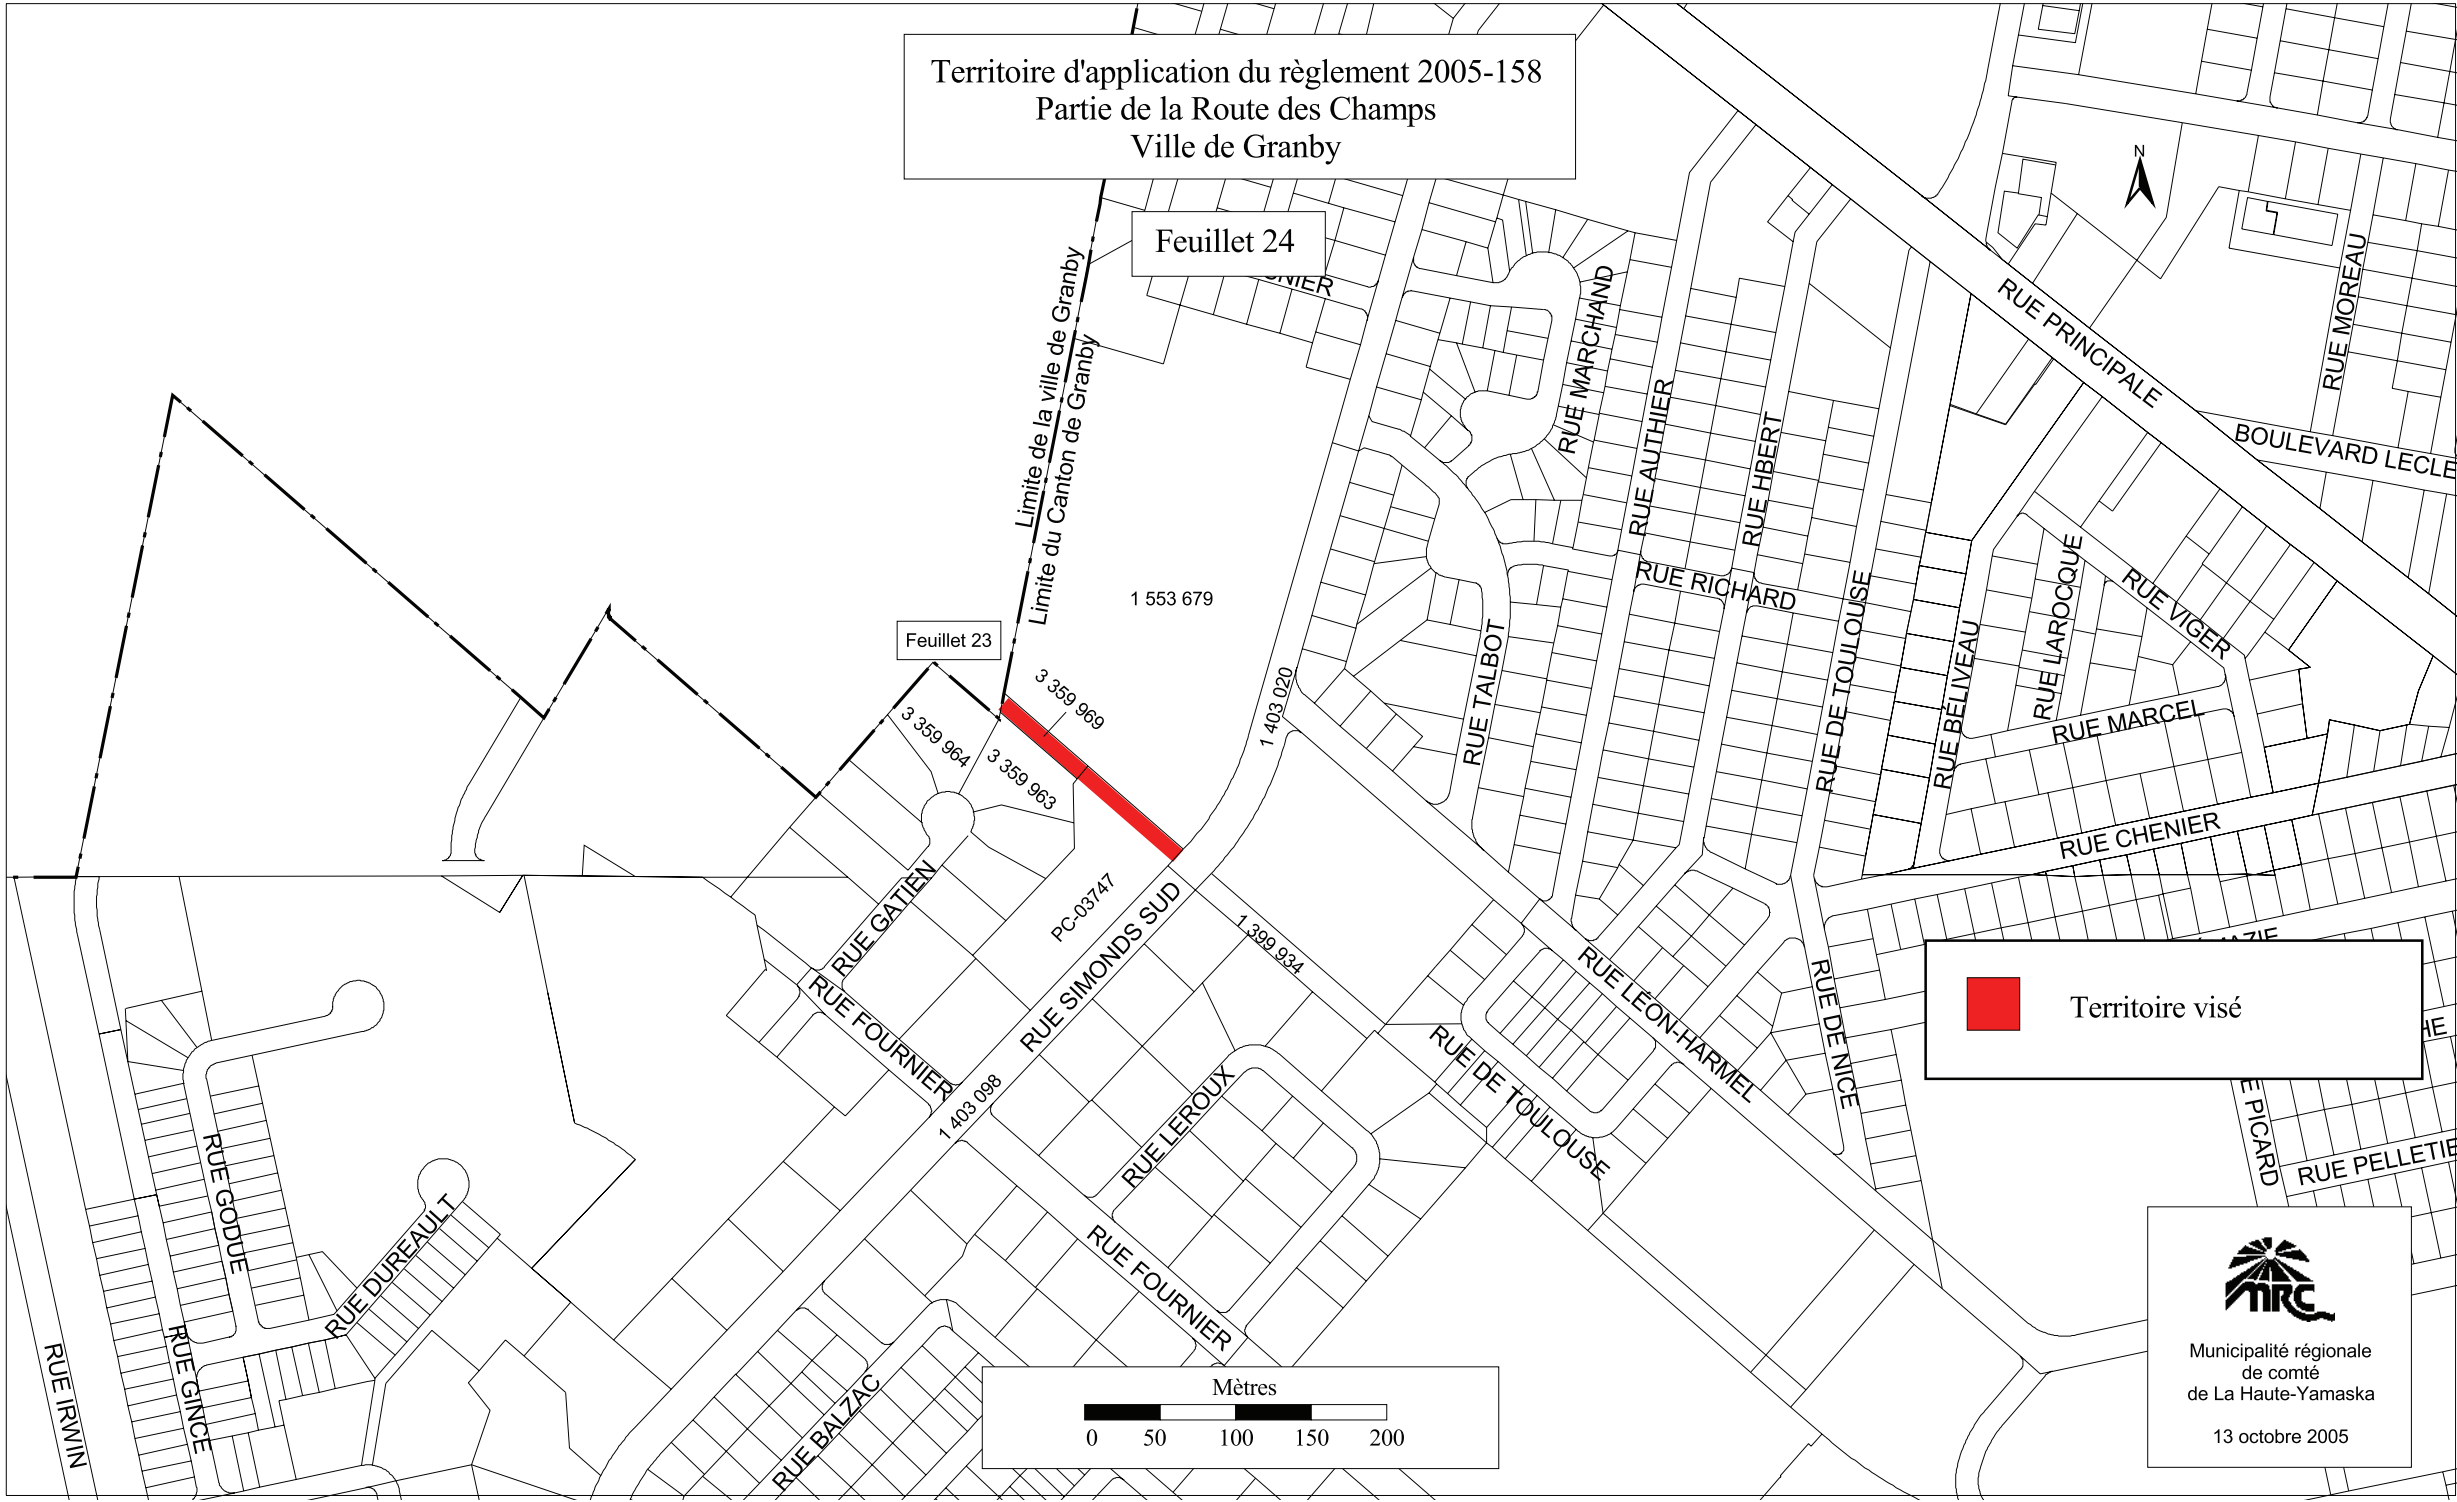 Territoire d'application du règlement 2005-158
Partie de la Route des Champs
Ville de Granby
N
Feuillet 24
Limite de la ville de Granby
Limite du Canton de Granby
RUE MARCHAND
RUE AUTHIER
RUE HBERT
RUE PRINCIPALE
RUE MOREAU
BOULEVARD LECLE
RUE RICHARD
RUE TALBOT
RUE DE TOULOUSE
RUE BÉLIVEAU
RUE LAROCQUE
RUE VIGER
RUE MARCEL
RUE CHENIER
1 553 679
Feuillet 23
3 359 969
3 359 964
3 359 963
1 403 020
RUE GATIEN
PC-03747
RUE SIMONDS SUD
1 399 934
RUE FOURNIER
1 403 098
RUE LEROUX
RUE DE TOULOUSE
RUE LÉON-HARMEL
RUE DE NICE
Territoire visé
E PICARD
RUE PELLETIE
RUE GODUE
RUE DUREAULT
RUE GINCE
RUE IRWIN
RUE BALZAC
RUE FOURNIER
Mètres
0 50 100 150 200
MRC
Municipalité régionale
de comté
de La Haute-Yamaska
13 octobre 2005